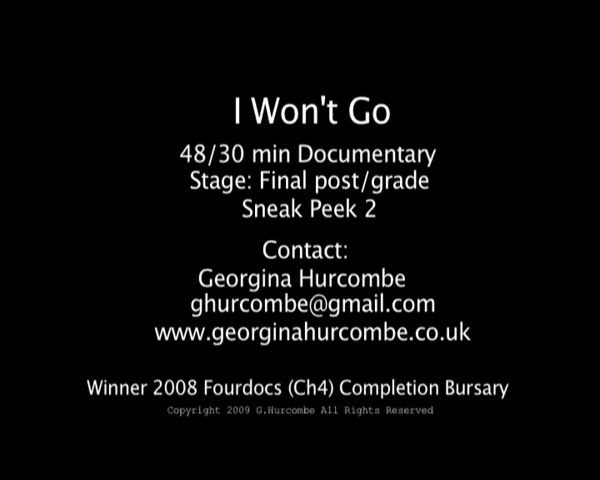 I Won't Go
48/30 min Documentary
Stage: Final post/grade
Sneak Peek 2
Contact:
Georgina Hurcombe
ghurcombe@gmail.com
www.georginahurcombe.co.uk
Winner 2008 Fourdocs (Ch4) Completion Bursary
Copyright 2009 G.Hurcombe All Rights Reserved